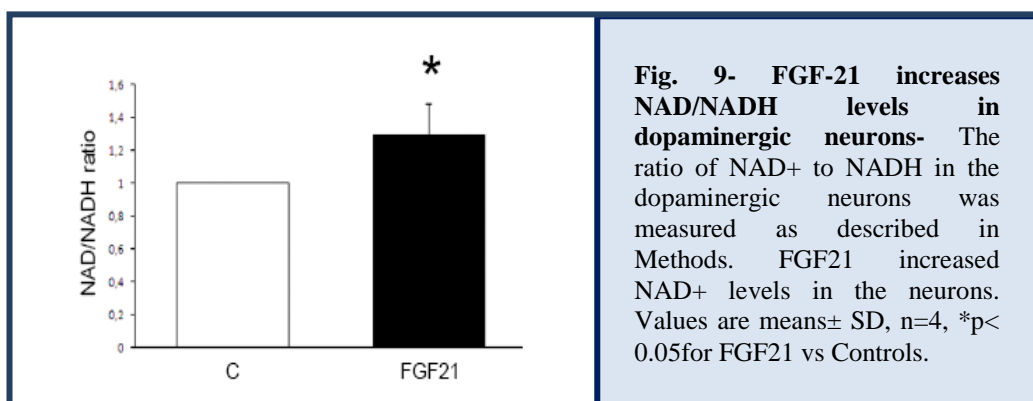 *
1,6
1,4
1,2
1
0,8
0,6
0,4
0,2
0
NAD/NADH ratio
C
FGF21
Fig. 9- FGF-21 increases
NAD/NADH levels in
dopaminergic neurons- The
ratio of NAD+ to NADH in the
dopaminergic neurons was
measured as described in
Methods. FGF21 increased
NAD+ levels in the neurons.
Values are means± SD, n=4, *p<
0.05for FGF21 vs Controls.